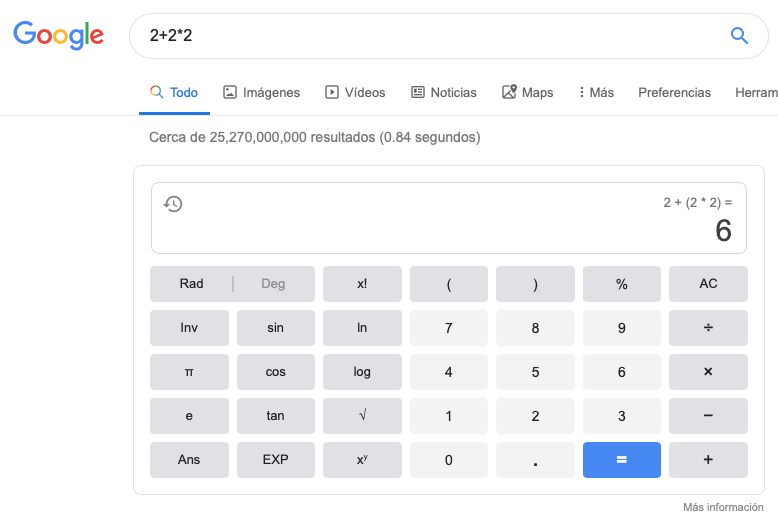 Google 2+2*2
Todo Imágenes Vídeos Noticias Maps Más Preferencias Herram
Cerca de 25,270,000,000 resultados (0.84 segundos)
2 + (2 * 2) =
6
Rad | Deg x! ( ) % AC
Inv sin ln 7 8 9 ÷
π cos log 4 5 6 ×
e tan √ 1 2 3 −
Ans EXP xʸ 0 . = +
Más información